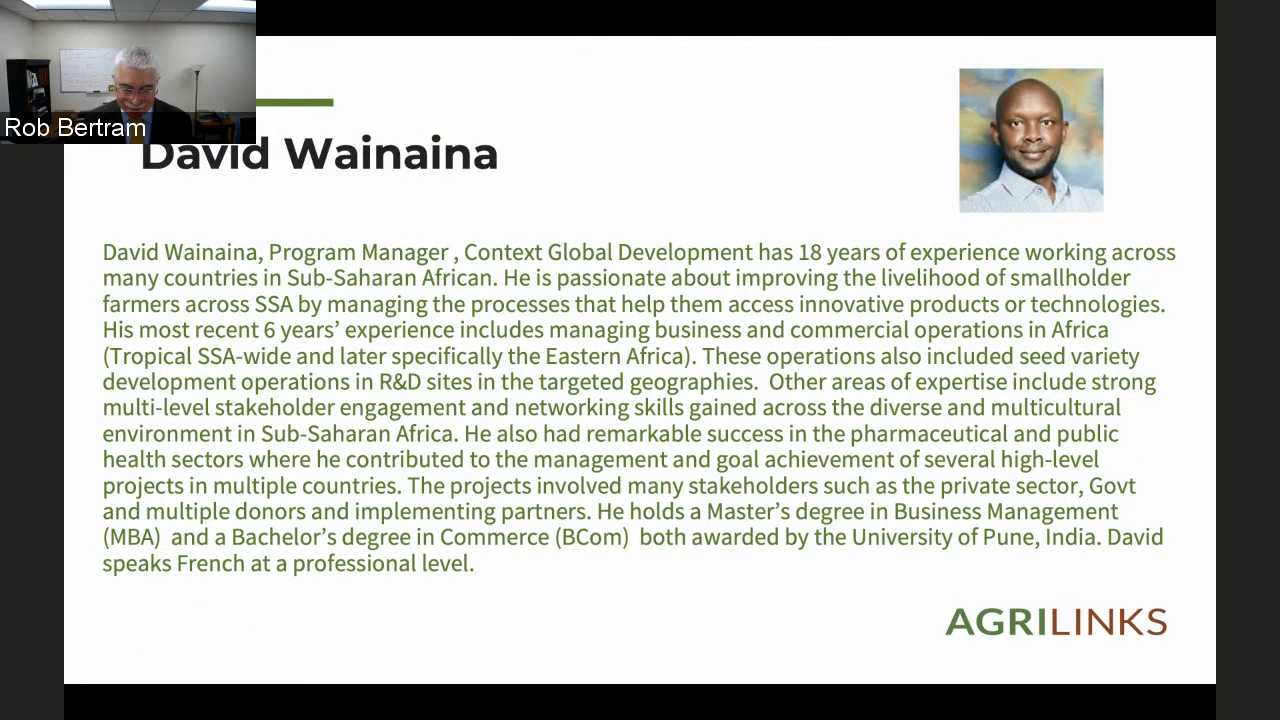 Rob Bertram
David Wainaina
David Wainaina, Program Manager , Context Global Development has 18 years of experience working across
many countries in Sub-Saharan African. He is passionate about improving the livelihood of smallholder
farmers across SSA by managing the processes that help them access innovative products or technologies.
His most recent 6 years’ experience includes managing business and commercial operations in Africa
(Tropical SSA-wide and later specifically the Eastern Africa). These operations also included seed variety
development operations in R&D sites in the targeted geographies.  Other areas of expertise include strong
multi-level stakeholder engagement and networking skills gained across the diverse and multicultural
environment in Sub-Saharan Africa. He also had remarkable success in the pharmaceutical and public
health sectors where he contributed to the management and goal achievement of several high-level
projects in multiple countries. The projects involved many stakeholders such as the private sector, Govt
and multiple donors and implementing partners. He holds a Master’s degree in Business Management
(MBA)  and a Bachelor’s degree in Commerce (BCom)  both awarded by the University of Pune, India. David
speaks French at a professional level.
AGRILINKS